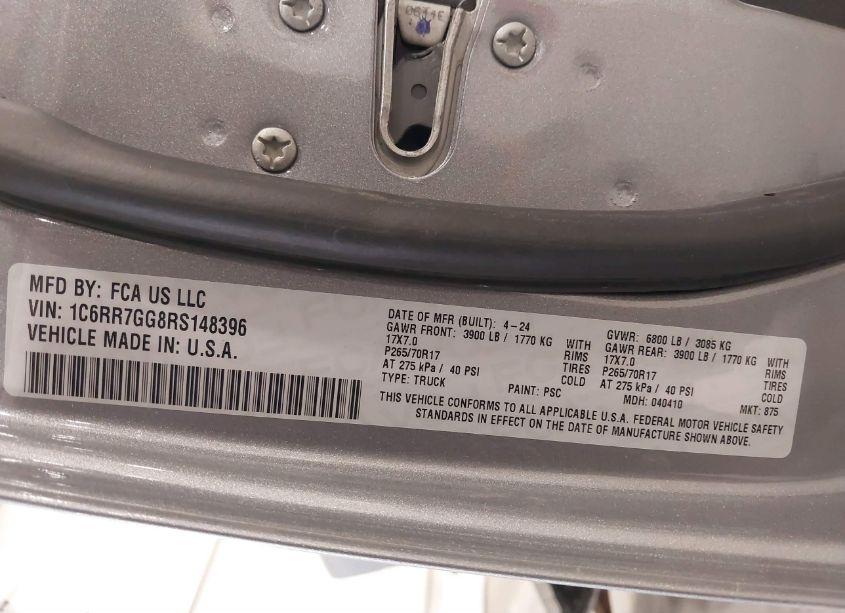 MFD BY: FCA US LLC
VIN: 1C6RR7GG8RS148396
VEHICLE MADE IN: U.S.A.
DATE OF MFR (BUILT): 4-24
GAWR FRONT: 3900 LB / 1770 KG WITH
17X7.0 RIMS
P265/70R17 TIRES
AT 275 kPa / 40 PSI COLD
TYPE: TRUCK PAINT: PSC
GVWR: 6800 LB / 3085 KG
GAWR REAR: 3900 LB / 1770 KG WITH
17X7.0 RIMS
P265/70R17 TIRES
AT 275 kPa / 40 PSI COLD
MDH: 040410 MKT: 875
THIS VEHICLE CONFORMS TO ALL APPLICABLE U.S.A. FEDERAL MOTOR VEHICLE SAFETY
STANDARDS IN EFFECT ON THE DATE OF MANUFACTURE SHOWN ABOVE.